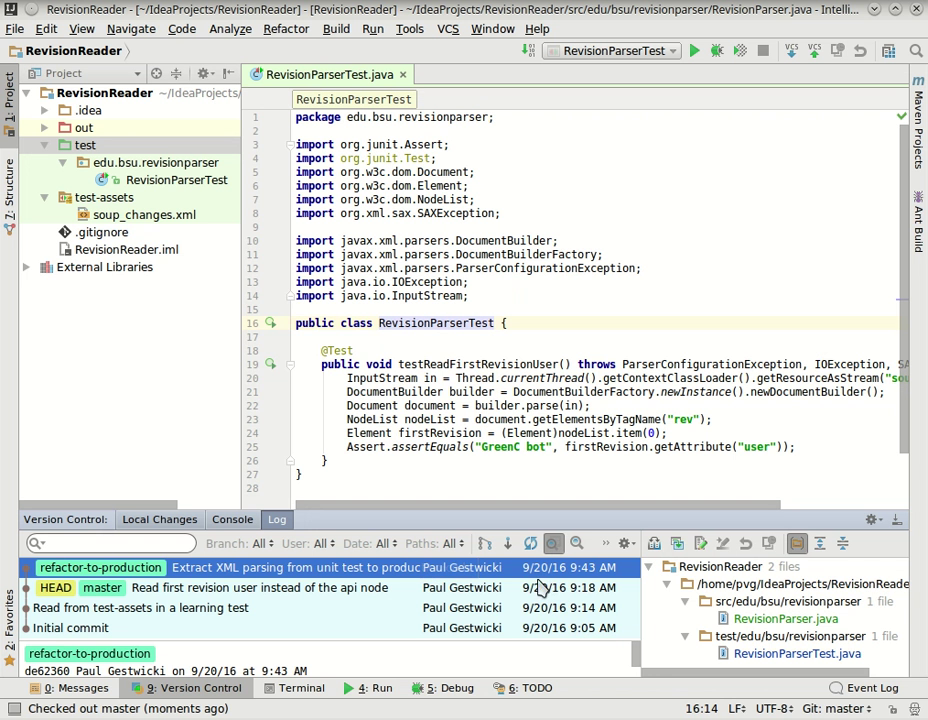 RevisionReader - [~/IdeaProjects/RevisionReader] - [RevisionReader] - ~/IdeaProjects/RevisionReader/src/edu/bsu/revisionparser/RevisionParser.java - Intelli...
File Edit View Navigate Code Analyze Refactor Build Run Tools VCS Window Help
RevisionReader RevisionParserTest VCS VCS
Project RevisionParserTest.java ×
RevisionReader ~/IdeaProjects/
.idea
out
test
edu.bsu.revisionparser
RevisionParserTest
test-assets
soup_changes.xml
.gitignore
RevisionReader.iml
External Libraries
1: Project
7: Structure
2: Favorites
Maven Projects
Ant Build
RevisionParserTest
1 package edu.bsu.revisionparser;
2
3 import org.junit.Assert;
4 import org.junit.Test;
5 import org.w3c.dom.Document;
6 import org.w3c.dom.Element;
7 import org.w3c.dom.NodeList;
8 import org.xml.sax.SAXException;
9
10 import javax.xml.parsers.DocumentBuilder;
11 import javax.xml.parsers.DocumentBuilderFactory;
12 import javax.xml.parsers.ParserConfigurationException;
13 import java.io.IOException;
14 import java.io.InputStream;
15
16 public class RevisionParserTest {
17
18 @Test
19 public void testReadFirstRevisionUser() throws ParserConfigurationException, IOException, SA
20 InputStream in = Thread.currentThread().getContextClassLoader().getResourceAsStream("sou
21 DocumentBuilder builder = DocumentBuilderFactory.newInstance().newDocumentBuilder();
22 Document document = builder.parse(in);
23 NodeList nodeList = document.getElementsByTagName("rev");
24 Element firstRevision = (Element)nodeList.item(0);
25 Assert.assertEquals("GreenC bot", firstRevision.getAttribute("user"));
26 }
27 }
28
Version Control: Local Changes Console Log
Branch: All User: All Date: All Paths: All »
refactor-to-production Extract XML parsing from unit test to produc Paul Gestwicki 9/20/16 9:43 AM
HEAD master Read first revision user instead of the api node Paul Gestwicki 9/20/16 9:18 AM
Read from test-assets in a learning test Paul Gestwicki 9/20/16 9:14 AM
Initial commit Paul Gestwicki 9/20/16 9:05 AM
refactor-to-production
de62360 Paul Gestwicki on 9/20/16 at 9:43 AM
RevisionReader 2 files
/home/pvg/IdeaProjects/RevisionReade
src/edu/bsu/revisionparser 1 file
RevisionParser.java
test/edu/bsu/revisionparser 1 file
RevisionParserTest.java
0: Messages 9: Version Control Terminal 4: Run 5: Debug 6: TODO Event Log
Checked out master (moments ago) 16:14 LF UTF-8 Git: master